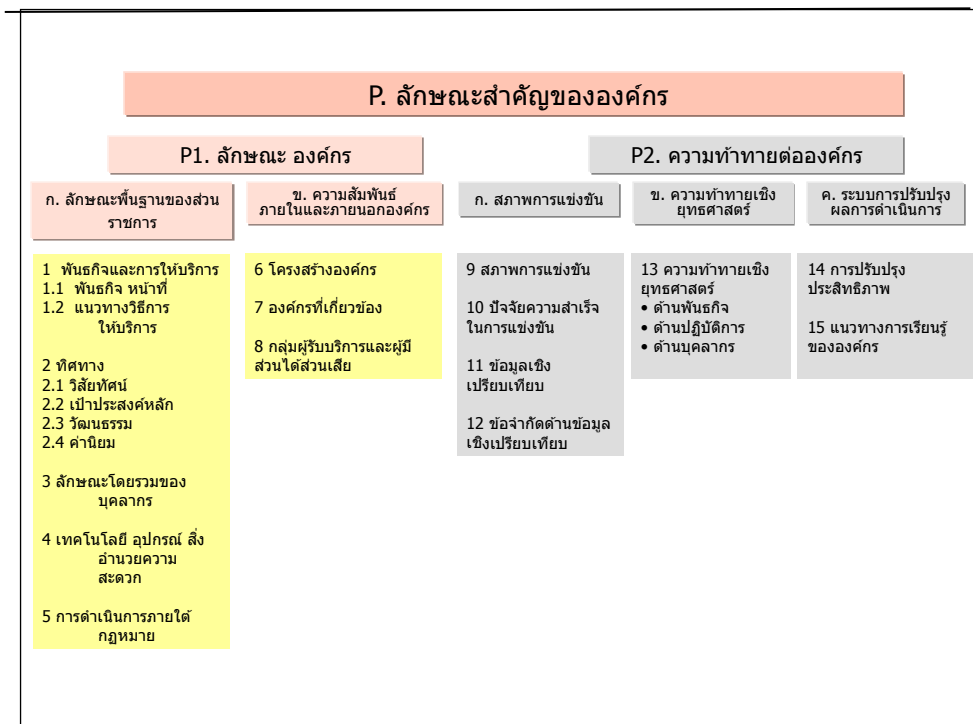 P. ลักษณะสำคัญขององค์กร
P1. ลักษณะ องค์กร
P2. ความท้าทายต่อองค์กร
ก. ลักษณะพื้นฐานของส่วน
ราชการ
ข. ความสัมพันธ์
ภายในและภายนอกองค์กร
ก. สภาพการแข่งขัน
ข. ความท้าทายเชิง
ยุทธศาสตร์
ค. ระบบการปรับปรุง
ผลการดำเนินการ
1 พันธกิจและการให้บริการ
1.1 พันธกิจ หน้าที่
1.2 แนวทางวิธีการ
ให้บริการ
2 ทิศทาง
2.1 วิสัยทัศน์
2.2 เป้าประสงค์หลัก
2.3 วัฒนธรรม
2.4 ค่านิยม
3 ลักษณะโดยรวมของ
บุคลากร
4 เทคโนโลยี อุปกรณ์ สิ่ง
อำนวยความ
สะดวก
5 การดำเนินการภายใต้
กฏหมาย
6 โครงสร้างองค์กร
7 องค์กรที่เกี่ยวข้อง
8 กลุ่มผู้รับบริการและผู้มี
ส่วนได้ส่วนเสีย
9 สภาพการแข่งขัน
10 ปัจจัยความสำเร็จ
ในการแข่งขัน
11 ข้อมูลเชิง
เปรียบเทียบ
12 ข้อจำกัดด้านข้อมูล
เชิงเปรียบเทียบ
13 ความท้าทายเชิง
ยุทธศาสตร์
• ด้านพันธกิจ
• ด้านปฏิบัติการ
• ด้านบุคลากร
14 การปรับปรุง
ประสิทธิภาพ
15 แนวทางการเรียนรู้
ขององค์กร